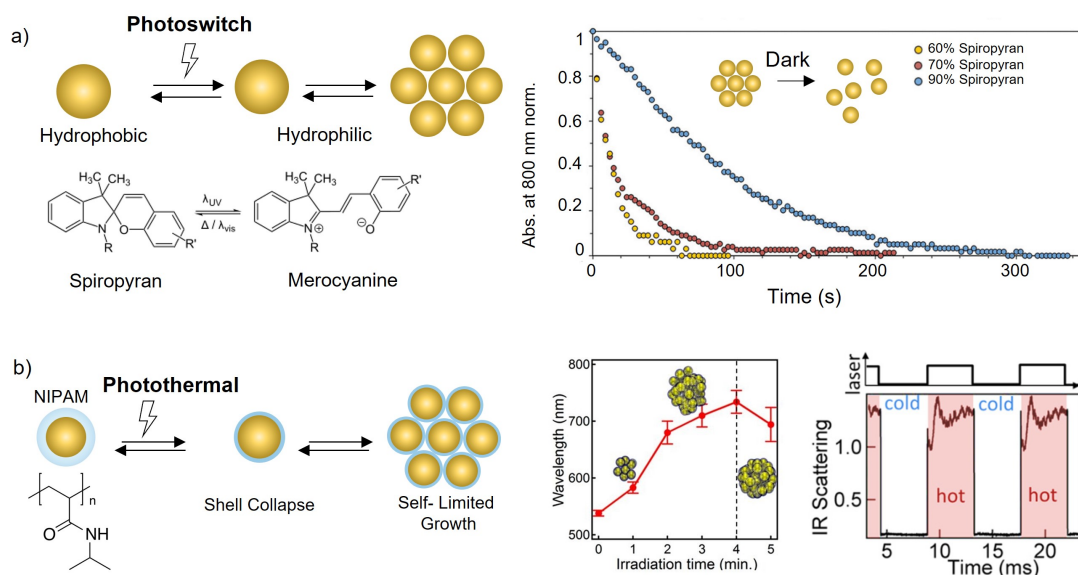 a)
Photoswitch
Hydrophobic
Hydrophilic
H₃C CH₃
N
R
O
R'
λUV
Δ / λvis
H₃C CH₃
N
⊕
R
⊖
O
R'
Spiropyran
Merocyanine
Abs. at 800 nm norm.
1
0.8
0.6
0.4
0.2
0
0
100
200
300
Time (s)
Dark
60% Spiropyran
70% Spiropyran
90% Spiropyran
b)
NIPAM
Photothermal
n
O
NH
Shell Collapse
Self- Limited
Growth
Wavelength (nm)
800
700
600
500
0 1 2 3 4 5
Irradiation time (min.)
laser
IR Scattering
1.0
0.5
cold
hot
cold
hot
5 10 15 20
Time (ms)